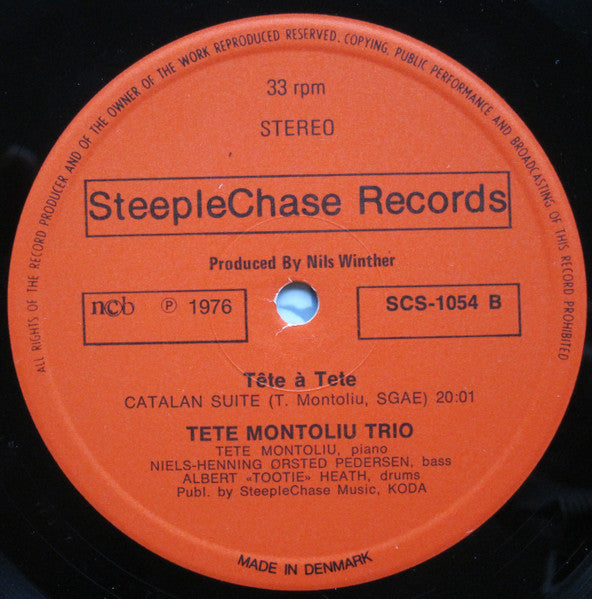 ALL RIGHTS OF THE RECORD PRODUCER AND OF THE OWNER OF THE WORK REPRODUCED RESERVED. COPYING, PUBLIC PERFORMANCE AND BROADCASTING OF THIS RECORD PROHIBITED
33 rpm
STEREO
SteepleChase Records
Produced By Nils Winther
ncb ℗ 1976
SCS-1054 B
Tête à Tete
CATALAN SUITE (T. Montoliu, SGAE) 20:01
TETE MONTOLIU TRIO
TETE MONTOLIU, piano
NIELS-HENNING ØRSTED PEDERSEN, bass
ALBERT «TOOTIE» HEATH, drums
Publ. by SteepleChase Music, KODA
MADE IN DENMARK